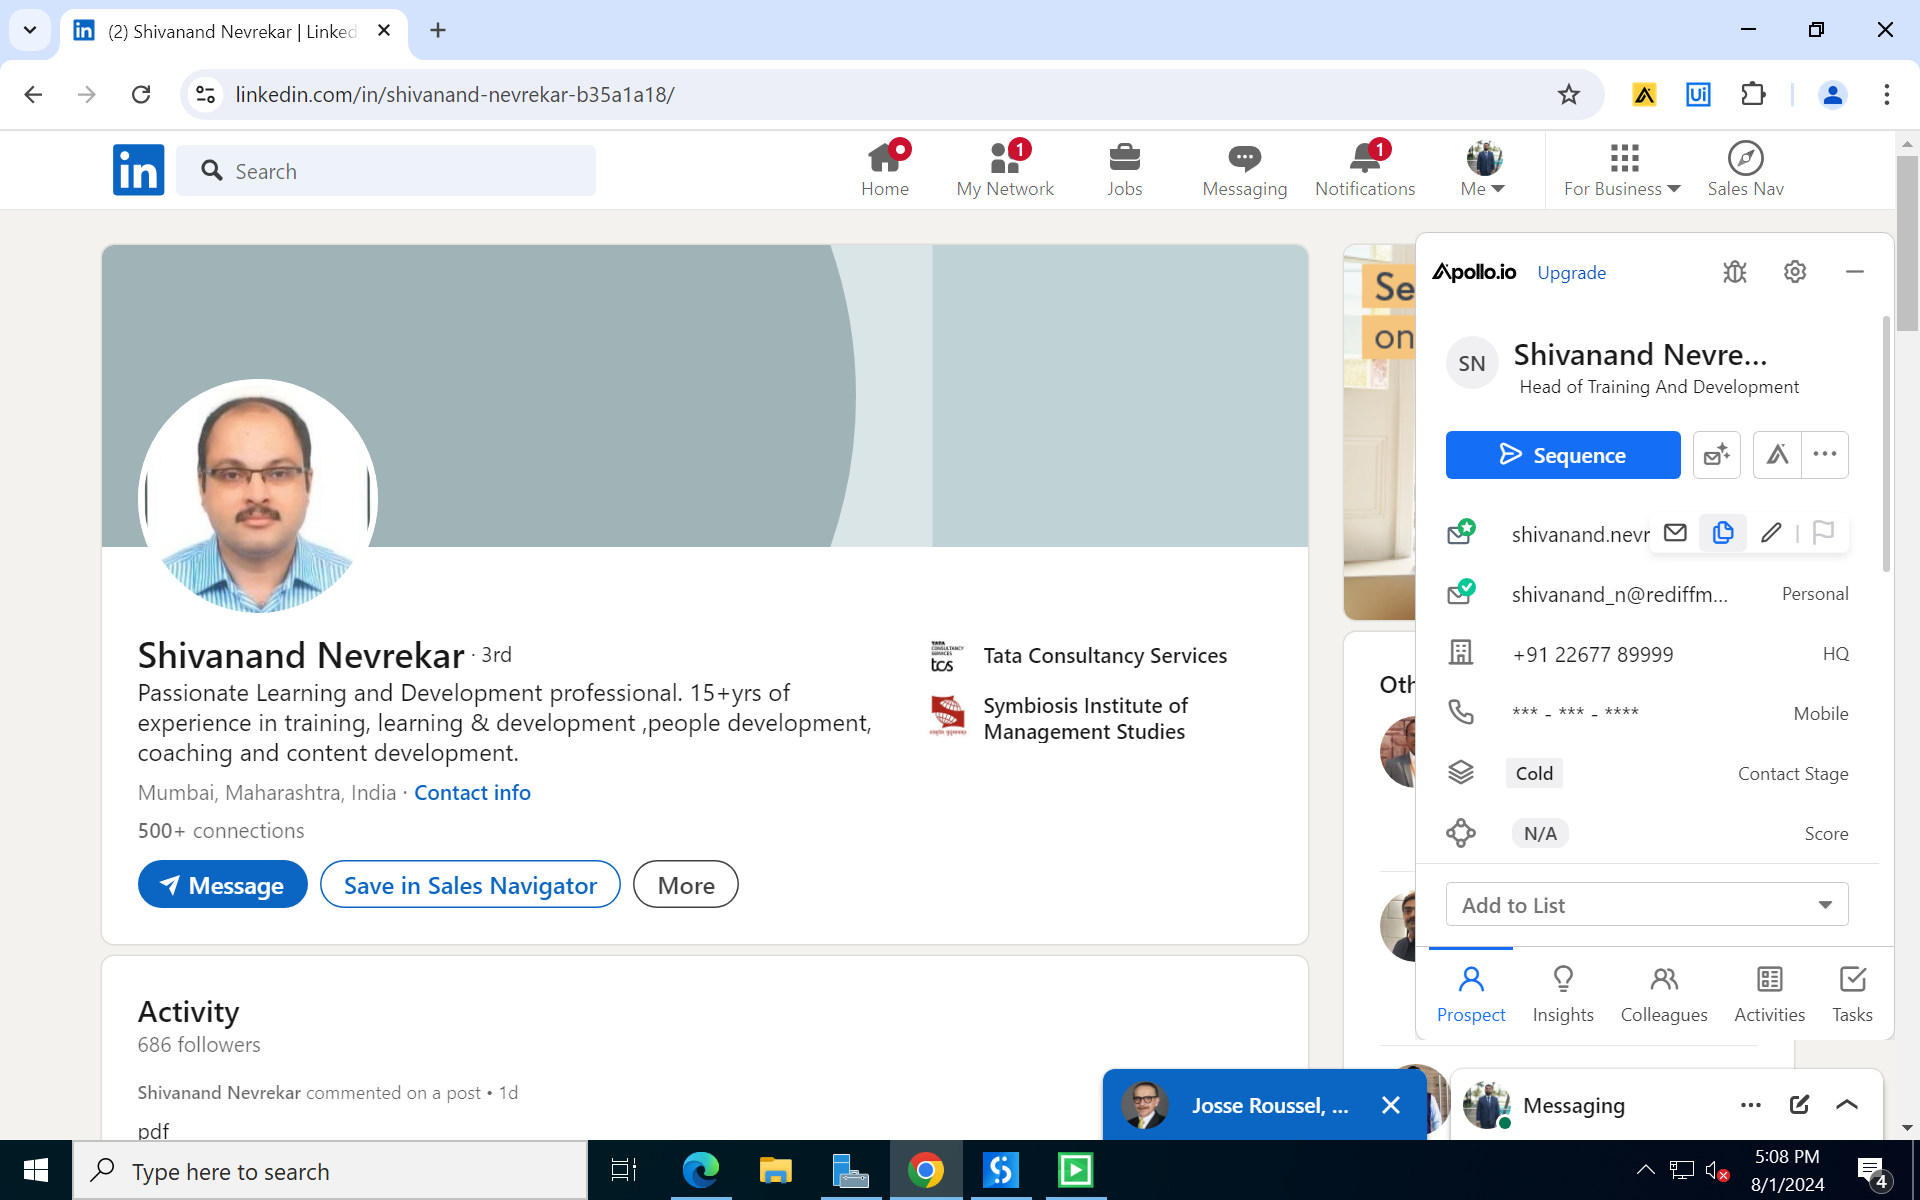 (2) Shivanand Nevrekar | Linked
linkedin.com/in/shivanand-nevrekar-b35a1a18/
Ui
in
Search
Home
1
My Network
Jobs
Messaging
1
Notifications
Me
For Business
Sales Nav
Se
on
Apollo.io
Upgrade
SN
Shivanand Nevre...
Head of Training And Development
Sequence
shivanand.nevr
shivanand_n@rediffm...
Personal
+91 22677 89999
HQ
*** - *** - ****
Mobile
Cold
Contact Stage
N/A
Score
Add to List
Prospect
Insights
Colleagues
Activities
Tasks
Shivanand Nevrekar · 3rd
Passionate Learning and Development professional. 15+yrs of
experience in training, learning & development ,people development,
coaching and content development.
Mumbai, Maharashtra, India · Contact info
500+ connections
Message
Save in Sales Navigator
More
TATA
CONSULTANCY
SERVICES
tcs
Tata Consultancy Services
Symbiosis Institute of
Management Studies
Oth
Activity
686 followers
Shivanand Nevrekar commented on a post • 1d
pdf
Josse Roussel, ...
Messaging
Type here to search
5:08 PM
8/1/2024
4